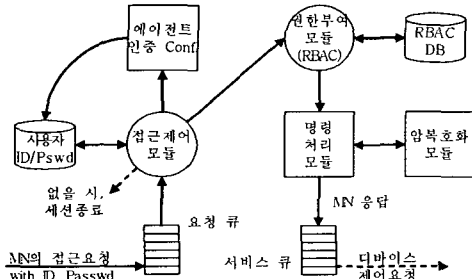 에이전트
인증 Conf
권한부여
모듈
(RBAC)
RBAC
DB
사용자
ID/Pswd
접근제어
모듈
명령
처리
모듈
암복호화
모듈
없을 시,
세션종료
MN 응답
요청 큐
서비스 큐
MN의 접근요청
with ID, Passwd
디바이스
제어요청